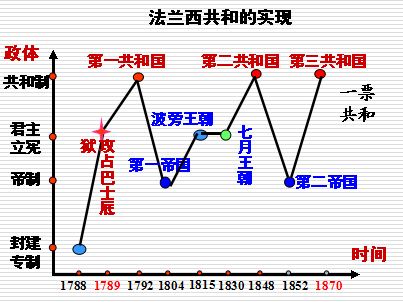 法兰西共和的实现
政体
共和制
君主
立宪
帝制
封建
专制
第一共和国
第二共和国
第三共和国
一票
共和
波旁王朝
七月王朝
攻占巴士底
狱
第一帝国
第二帝国
时间
1788 1789 1792 1804 1815 1830 1848 1852 1870